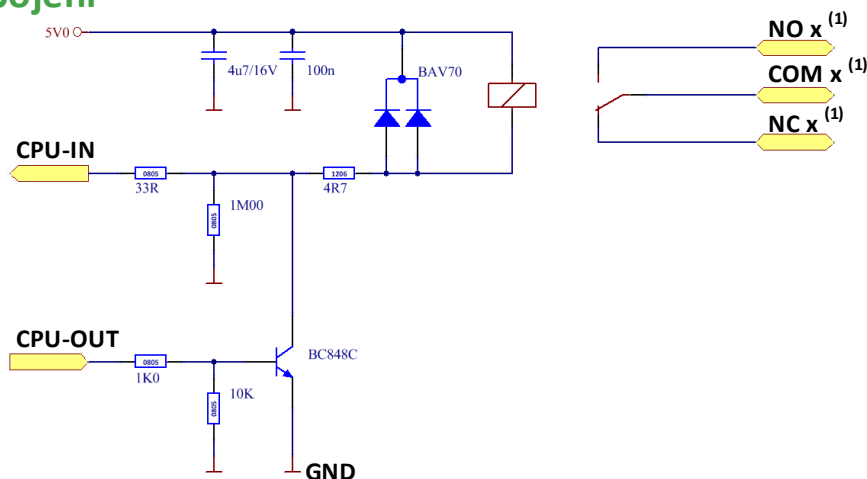 pojení
5V0
4u7/16V
100n
BAV70
NO x (1)
COM x (1)
NC x (1)
CPU-IN
0805
33R
1206
4R7
0805
1M00
CPU-OUT
0805
1K0
0805
10K
BC848C
GND